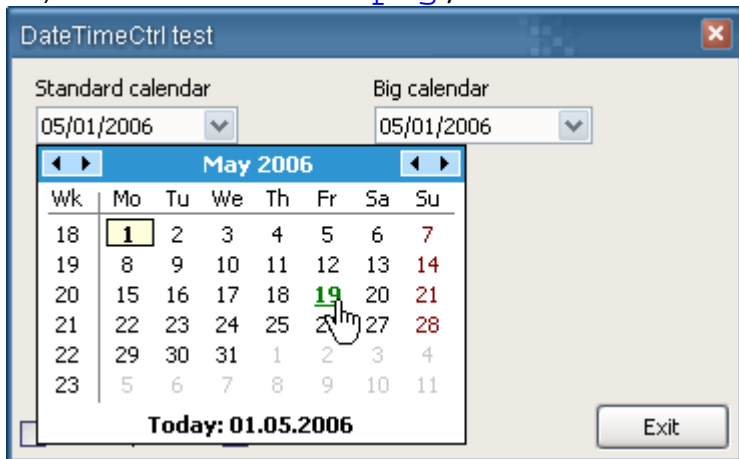 DateTimeCtrl test
Standard calendar Big calendar
05/01/2006 05/01/2006
May 2006
Wk Mo Tu We Th Fr Sa Su
18 1 2 3 4 5 6 7
19 8 9 10 11 12 13 14
20 15 16 17 18 19 20 21
21 22 23 24 25 27 28
22 29 30 31 1 2 3 4
23 5 6 7 8 9 10 11
Today: 01.05.2006
Exit